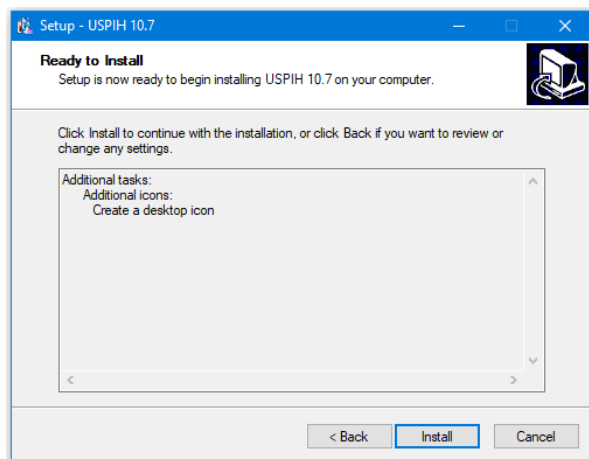 Setup - USPIH 10.7
Ready to Install
Setup is now ready to begin installing USPIH 10.7 on your computer.
Click Install to continue with the installation, or click Back if you want to review or
change any settings.
Additional tasks:
Additional icons:
Create a desktop icon
< Back
Install
Cancel